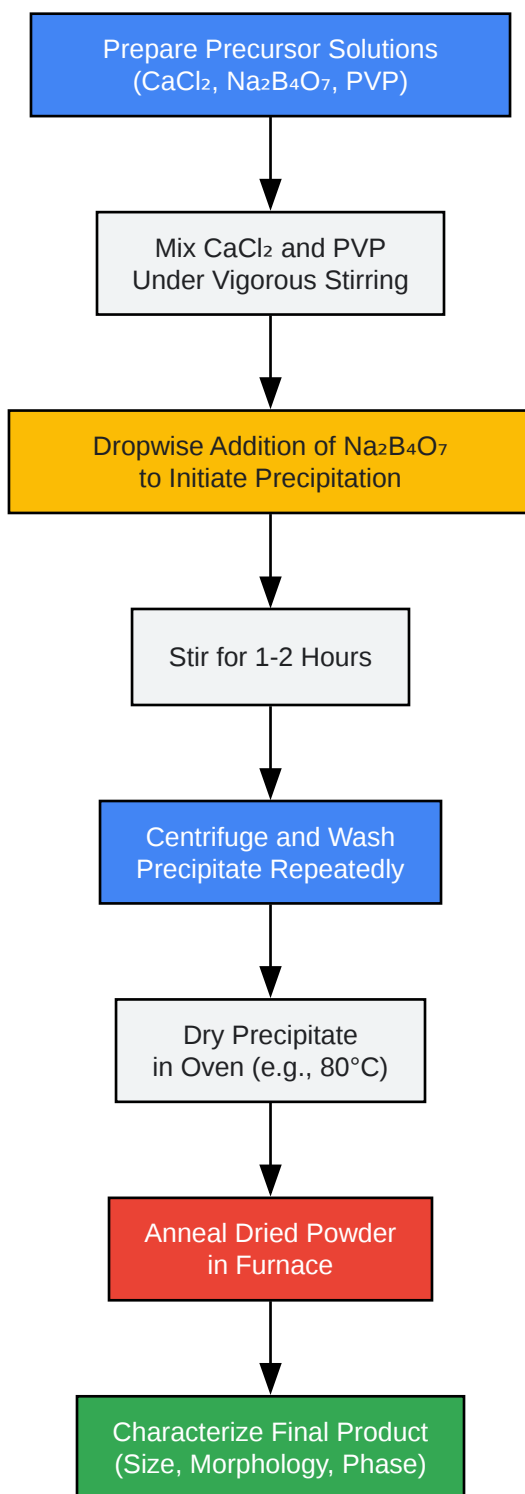 Prepare Precursor Solutions
(CaCl₂, Na₂B₄O₇, PVP)
Mix CaCl₂ and PVP
Under Vigorous Stirring
Dropwise Addition of Na₂B₄O₇
to Initiate Precipitation
Stir for 1-2 Hours
Centrifuge and Wash
Precipitate Repeatedly
Dry Precipitate
in Oven (e.g., 80°C)
Anneal Dried Powder
in Furnace
Characterize Final Product
(Size, Morphology, Phase)